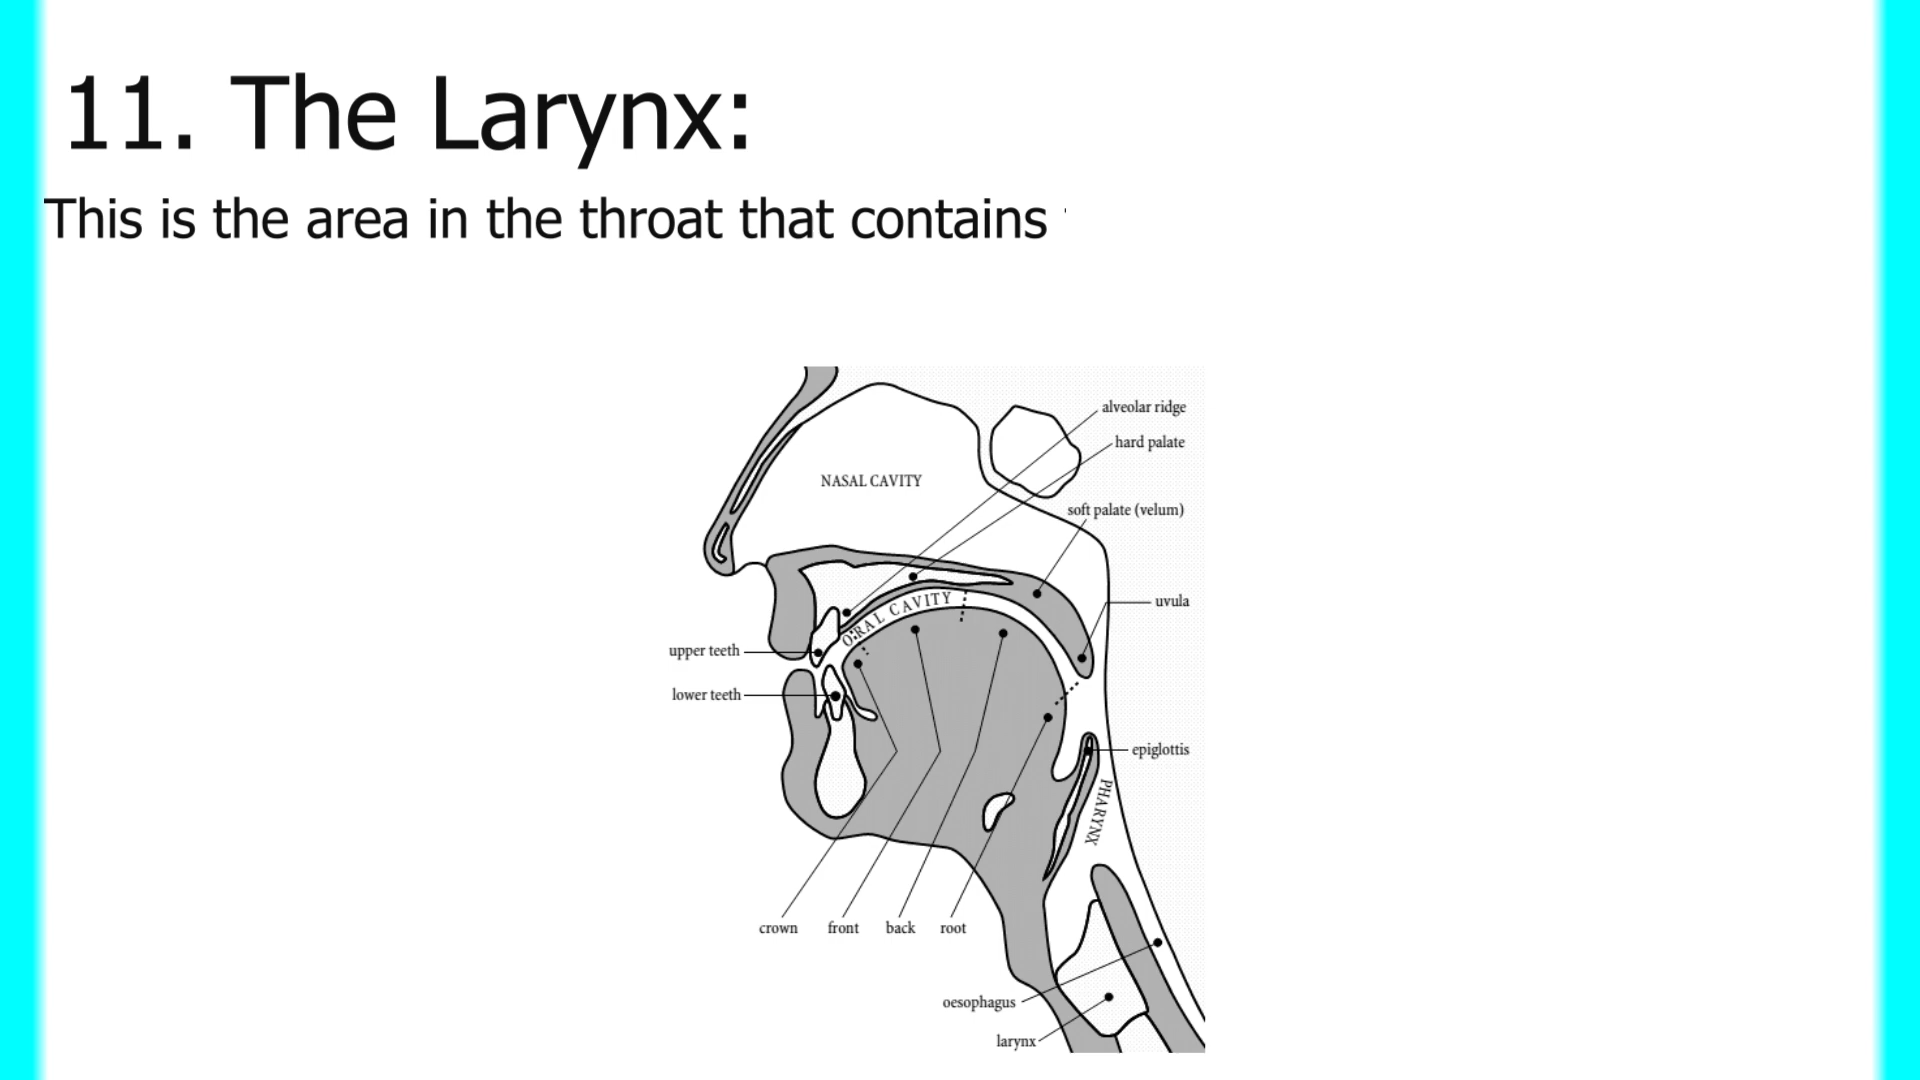 11. The Larynx:
This is the area in the throat that contains
alveolar ridge
hard palate
NASAL CAVITY
soft palate (velum)
ORAL CAVITY
uvula
upper teeth
lower teeth
epiglottis
PHARYNX
crown front back root
oesophagus
larynx